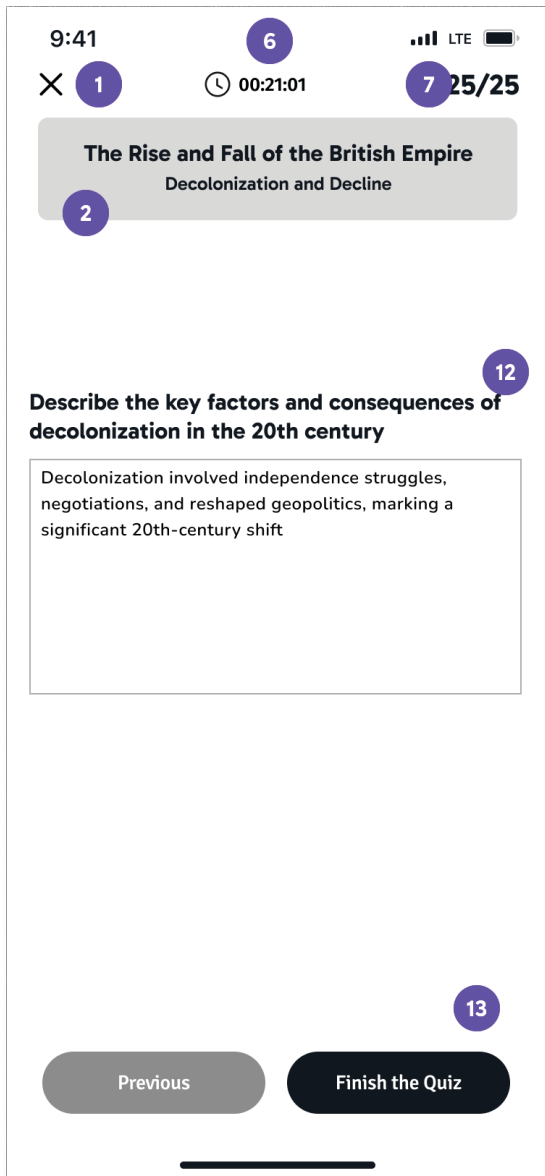 9:41
6
LTE
1
00:21:01
7
25/25
The Rise and Fall of the British Empire
Decolonization and Decline
2
12
Describe the key factors and consequences of
decolonization in the 20th century
Decolonization involved independence struggles,
negotiations, and reshaped geopolitics, marking a
significant 20th-century shift
13
Previous
Finish the Quiz